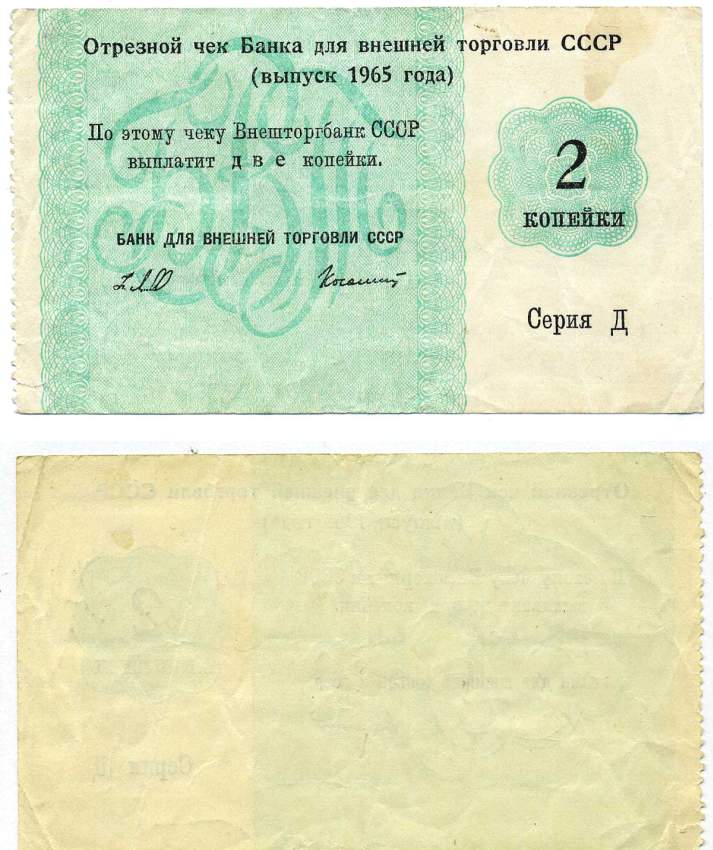 Отрезной чек Банка для внешней торговли СССР
(выпуск 1965 года)
По этому чеку Внешторгбанк СССР
выплатит две копейки.
БАНК ДЛЯ ВНЕШНЕЙ ТОРГОВЛИ СССР
2
КОПЕЙКИ
Серия Д